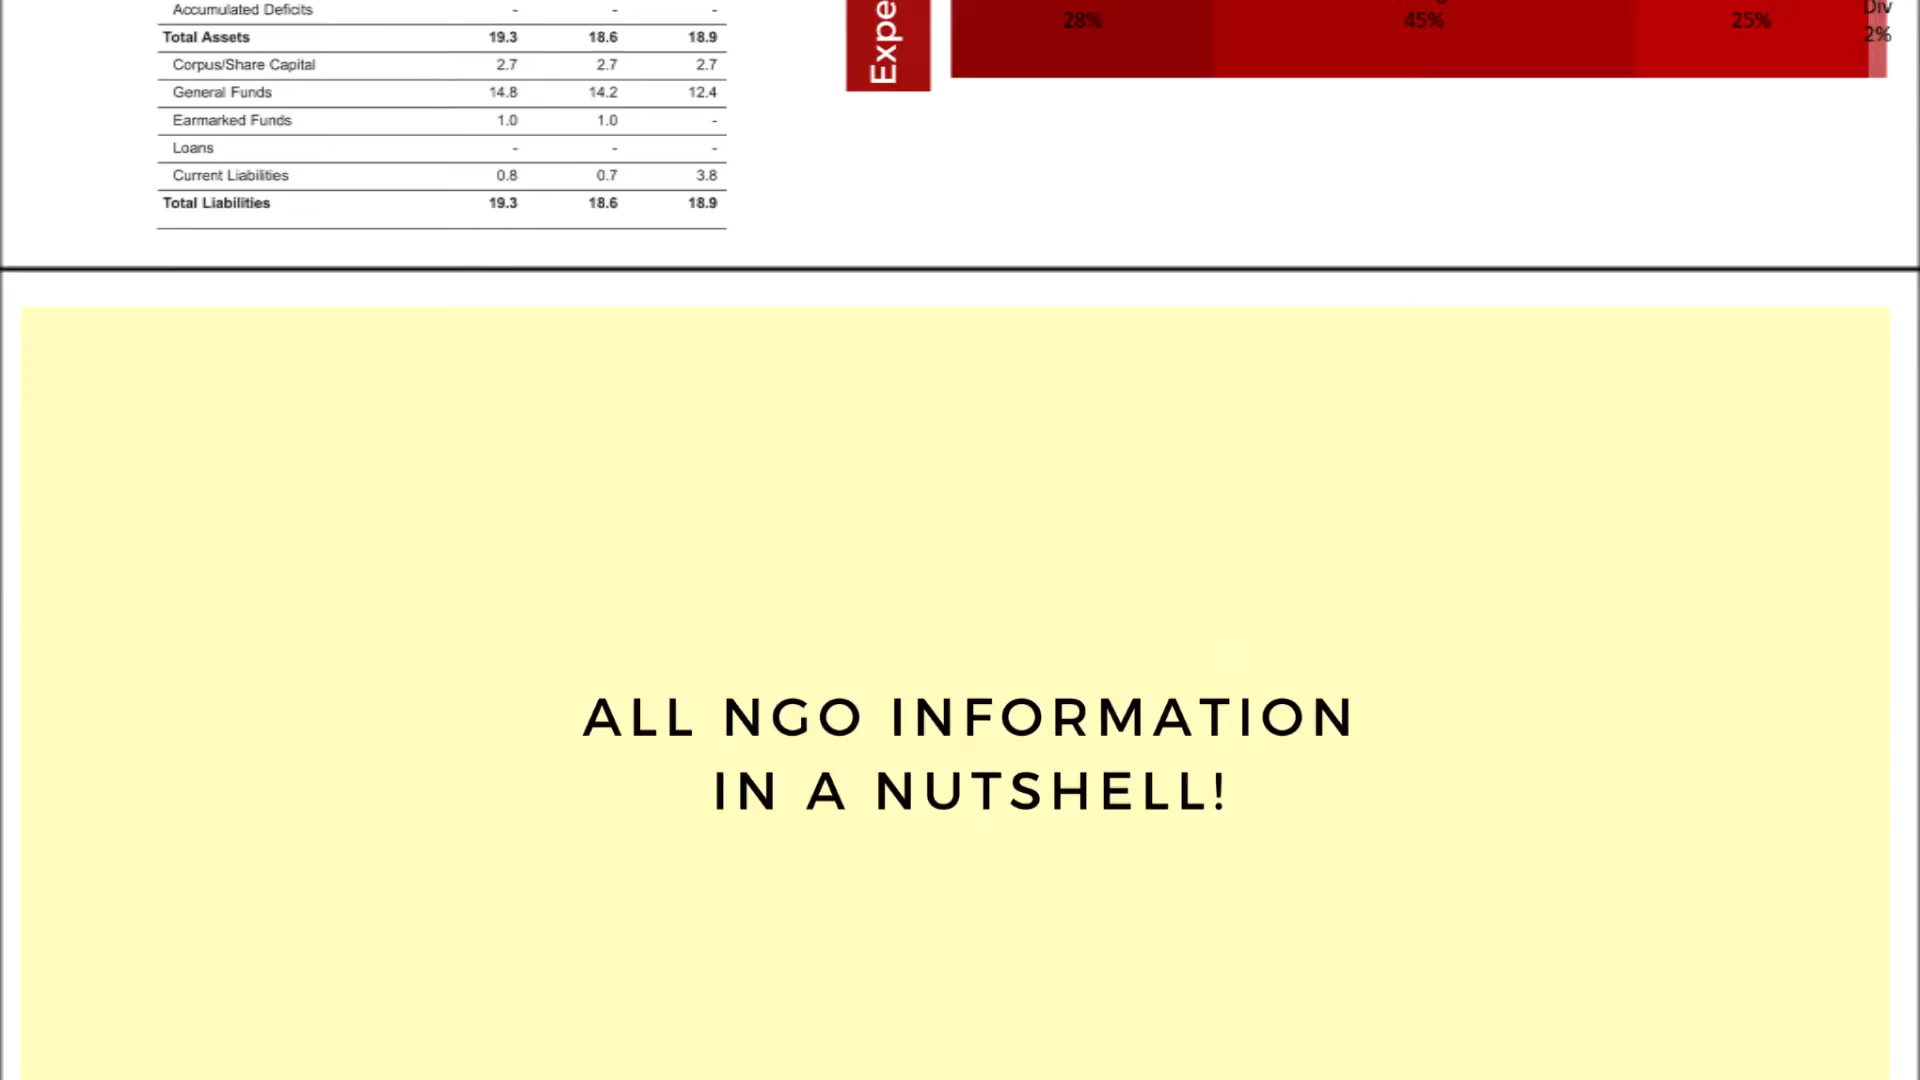 Accumulated Deficits - - -
Total Assets 19.3 18.6 18.9
Corpus/Share Capital 2.7 2.7 2.7
General Funds 14.8 14.2 12.4
Earmarked Funds 1.0 1.0 -
Loans - - -
Current Liabilities 0.8 0.7 3.8
Total Liabilities 19.3 18.6 18.9
Expe
28% 45% 25%
Div
2%
ALL NGO INFORMATION
IN A NUTSHELL!